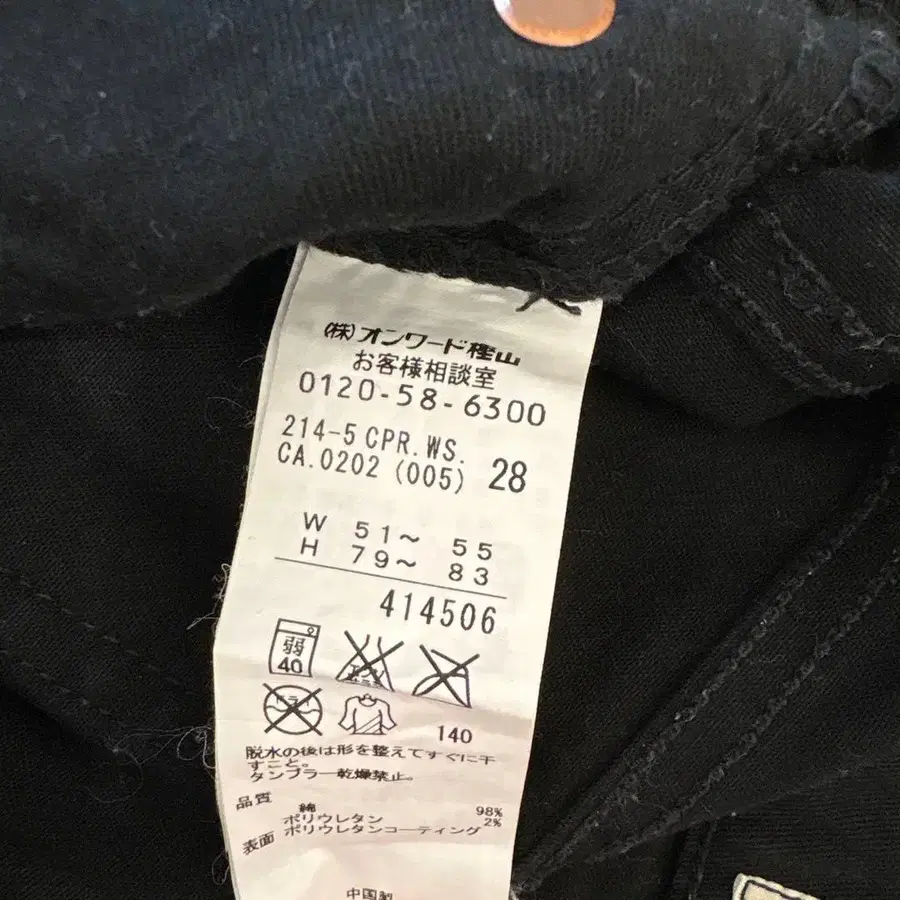 (株)オンワード樫山
お客様相談室
0120-58-6300
214-5 CPR.WS.
CA.0202 (005) 28
W 51～ 55
H 79～ 83
414506
弱
40
140
脱水の後は形を整えてすぐに干
すこと。
タンブラー乾燥禁止。
品質
綿 98%
ポリウレタン 2%
表面 ポリウレタンコーティング
中国製